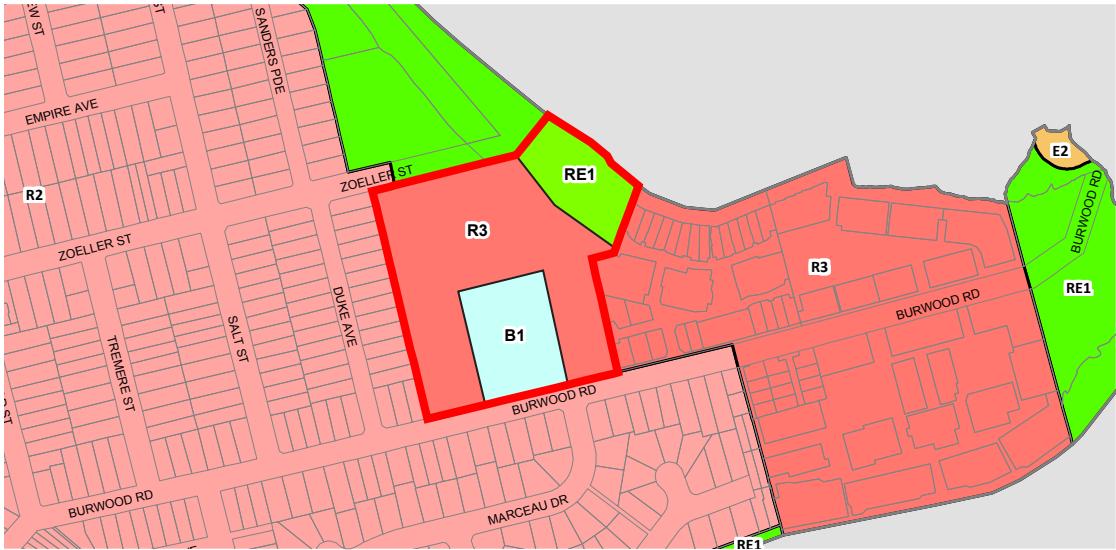 SANDERS PDE
EMPIRE AVE
E2
ZOELLER ST
RE1
R2
BURWOOD RD
R3
ZOELLER ST
R3
RE1
BURWOOD RD
DUKE AVE
SALT ST
B1
TREMERE ST
BURWOOD RD
BURWOOD RD
MARCEAU DR
RE1